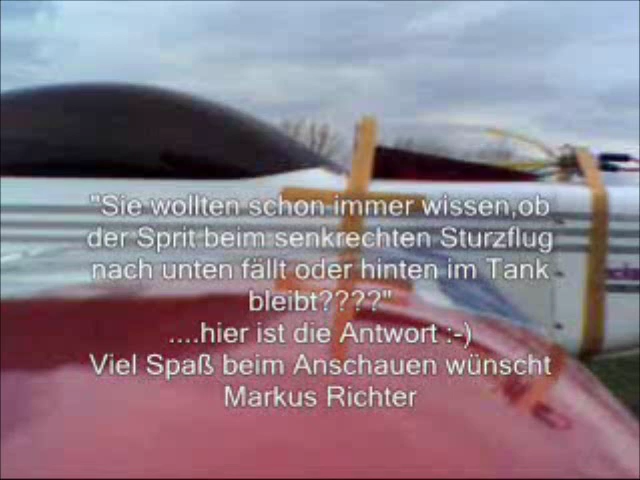 "Sie wollten schon immer wissen,ob
der Sprit beim senkrechten Sturzflug
nach unten fällt oder hinten im Tank
bleibt????"
....hier ist die Antwort :-)
Viel Spaß beim Anschauen wünscht
Markus Richter